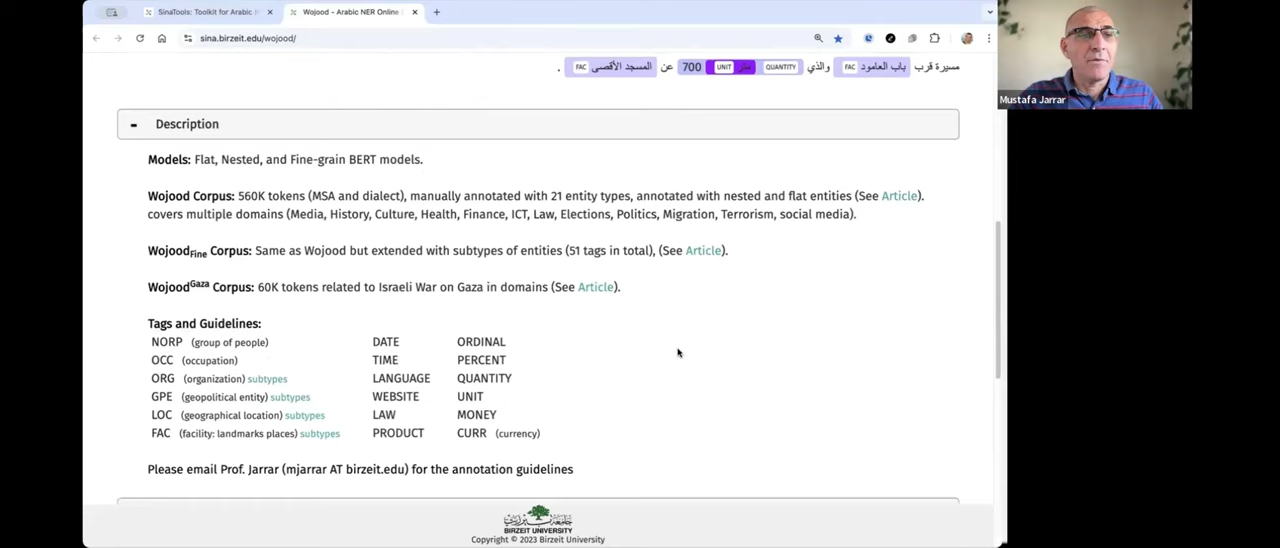 SinaTools: Toolkit for Arabic
Wojood - Arabic NER Online
sina.birzeit.edu/wojood/
مسيرة قرب باب العامود FAC والذي QUANTITY متر UNIT 700 عن المسجد الأقصى FAC .
Mustafa Jarrar
- Description
Models: Flat, Nested, and Fine-grain BERT models.
Wojood Corpus: 560K tokens (MSA and dialect), manually annotated with 21 entity types, annotated with nested and flat entities (See Article).
covers multiple domains (Media, History, Culture, Health, Finance, ICT, Law, Elections, Politics, Migration, Terrorism, social media).
WojoodFine Corpus: Same as Wojood but extended with subtypes of entities (51 tags in total), (See Article).
WojoodGaza Corpus: 60K tokens related to Israeli War on Gaza in domains (See Article).
Tags and Guidelines:
NORP (group of people) DATE ORDINAL
OCC (occupation) TIME PERCENT
ORG (organization) subtypes LANGUAGE QUANTITY
GPE (geopolitical entity) subtypes WEBSITE UNIT
LOC (geographical location) subtypes LAW MONEY
FAC (facility: landmarks places) subtypes PRODUCT CURR (currency)
Please email Prof. Jarrar (mjarrar AT birzeit.edu) for the annotation guidelines
BIRZEIT UNIVERSITY
Copyright © 2023 Birzeit University